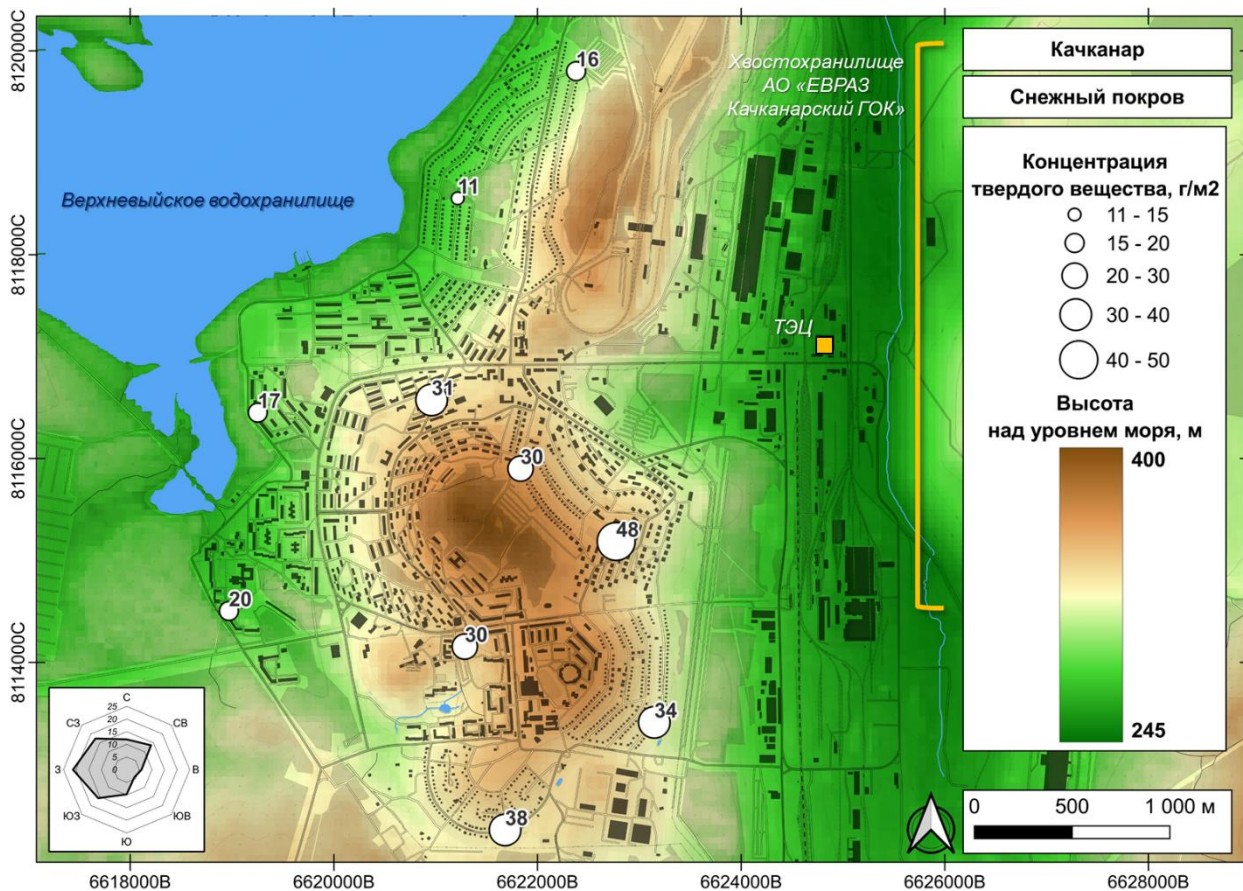 8112000С
8118000С
8116000С
8114000С
Верхневыйское водохранилище
16
11
Хвостохранилище
АО «ЕВРАЗ
Качканарский ГОК»
ТЭЦ
17
31
30
48
20
30
34
38
Качканар
Снежный покров
Концентрация
твердого вещества, г/м2
11 - 15
15 - 20
20 - 30
30 - 40
40 - 50
Высота
над уровнем моря, м
400
245
С
СВ
В
ЮВ
Ю
ЮЗ
З
СЗ
25
20
15
10
5
0
0 500 1 000 м
6618000В 6620000В 6622000В 6624000В 6626000В 6628000В